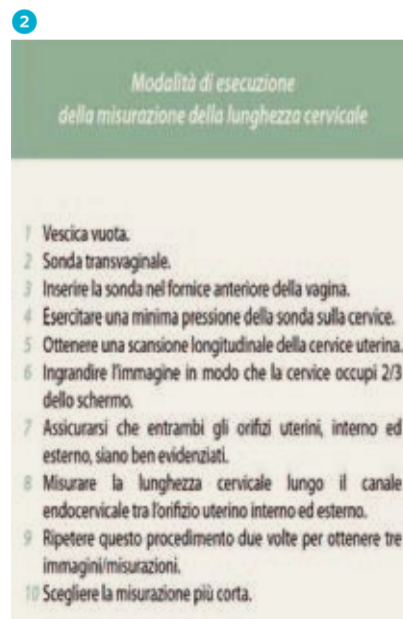 2
Modalità di esecuzione
della misurazione della lunghezza cervicale
1 Vescica vuota.
2 Sonda transvaginale.
3 Inserire la sonda nel fornice anteriore della vagina.
4 Esercitare una minima pressione della sonda sulla cervice.
5 Ottenere una scansione longitudinale della cervice uterina.
6 Ingrandire l'immagine in modo che la cervice occupi 2/3
dello schermo.
7 Assicurarsi che entrambi gli orifizi uterini, interno ed
esterno, siano ben evidenziati.
8 Misurare la lunghezza cervicale lungo il canale
endocervicale tra l'orifizio uterino interno ed esterno.
9 Ripetere questo procedimento due volte per ottenere tre
immagini/misurazioni.
10 Scegliere la misurazione più corta.